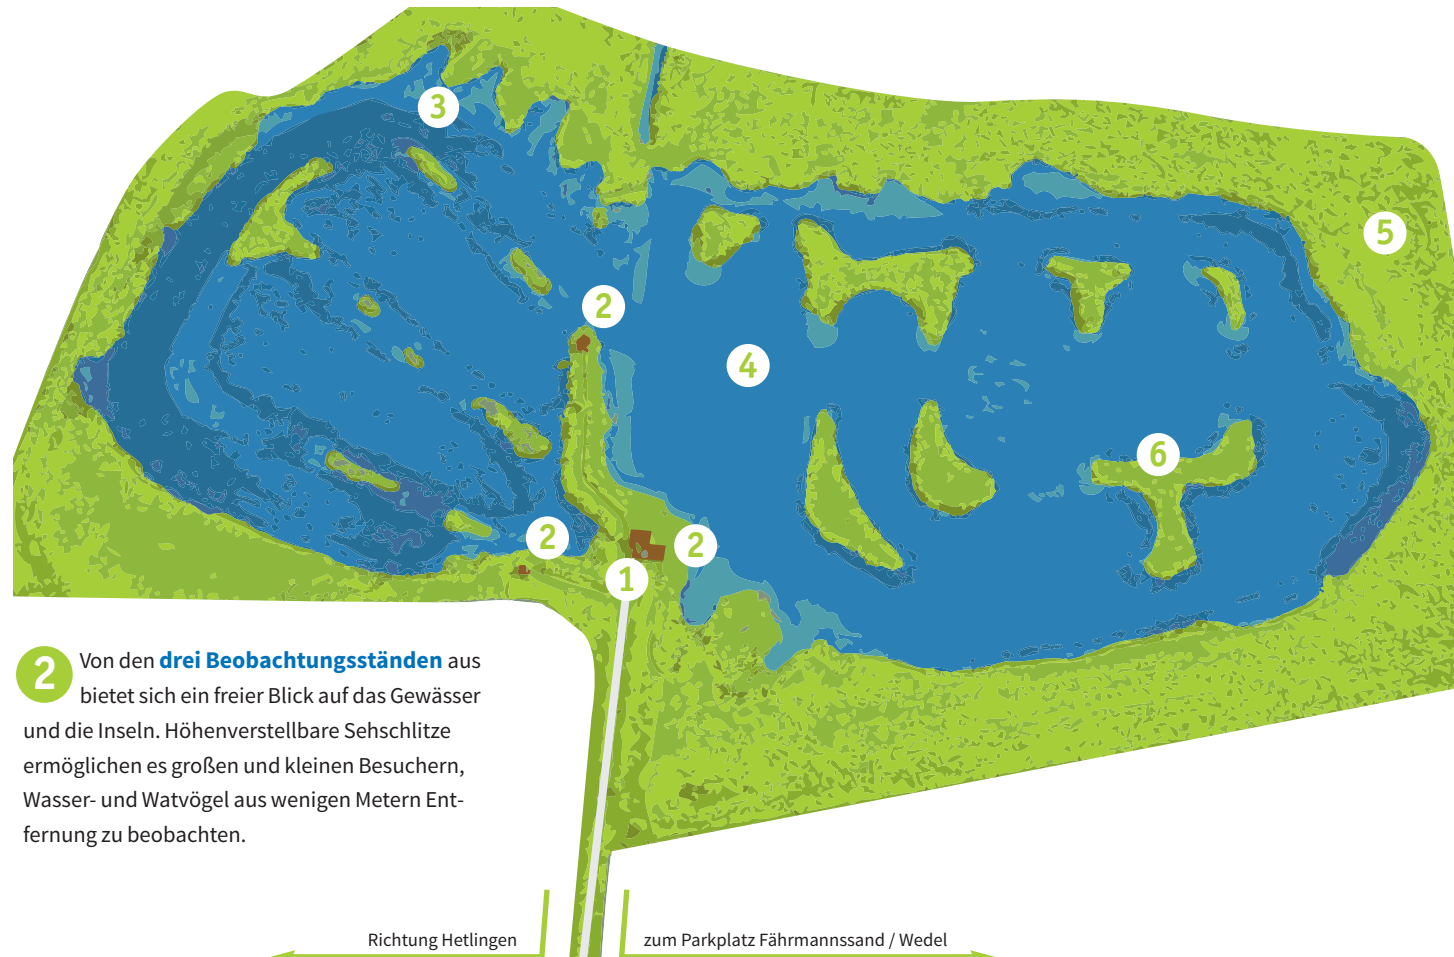 3
5
2
4
6
2
2
1
2 Von den drei Beobachtungsständen aus
bietet sich ein freier Blick auf das Gewässer
und die Inseln. Höhenverstellbare Sehschlitze
ermöglichen es großen und kleinen Besuchern,
Wasser- und Watvögel aus wenigen Metern Ent-
fernung zu beobachten.
Richtung Hetlingen
zum Parkplatz Fährmannssand / Wedel